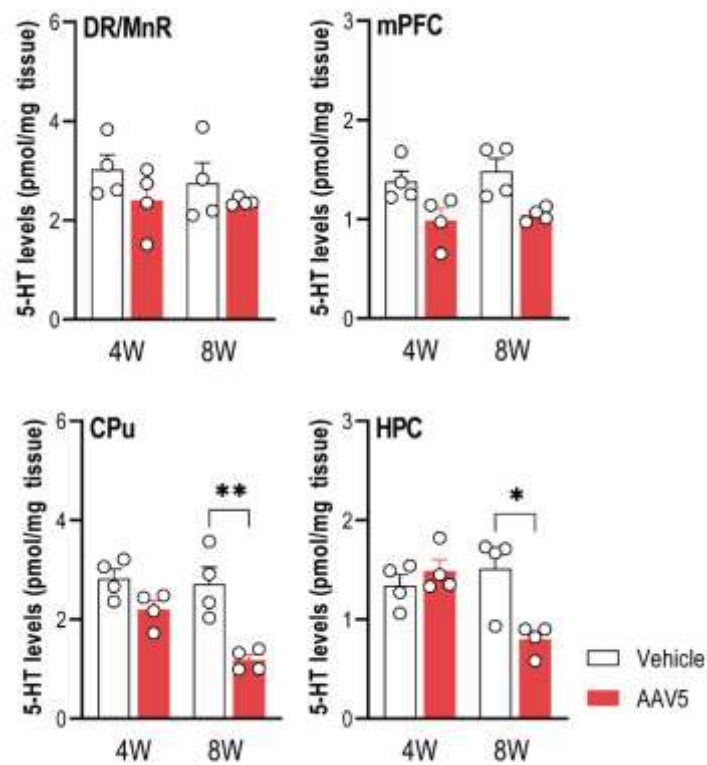 DR/MnR
5-HT levels (pmol/mg tissue)
6
4
2
0
4W 8W
mPFC
5-HT levels (pmol/mg tissue)
3
2
1
0
4W 8W
CPu
5-HT levels (pmol/mg tissue)
6
4
2
0
**
4W 8W
HPC
5-HT levels (pmol/mg tissue)
3
2
1
0
*
4W 8W
Vehicle
AAV5